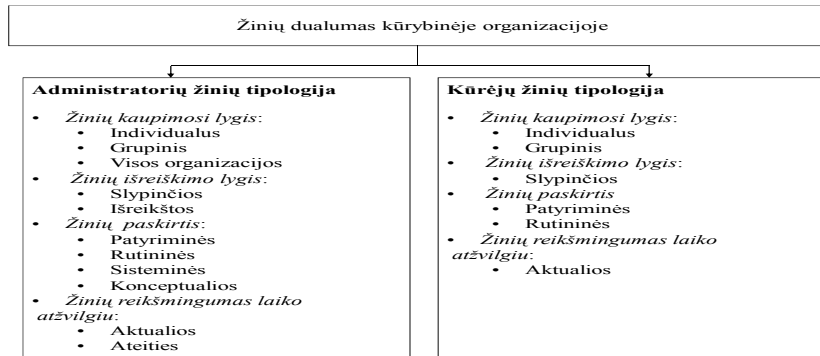 Žinių dualumas kūrybinėje organizacijoje
Administratorių žinių tipologija
• Žinių kaupimosi lygis:
• Individualus
• Grupinis
• Visos organizacijos
• Žinių išreiškimo lygis:
• Slypinčios
• Išreikštos
• Žinių paskirtis:
• Patyriminės
• Rutininės
• Sisteminės
• Konceptualios
• Žinių reikšmingumas laiko
atžvilgiu:
• Aktualios
• Ateities
Kūrėjų žinių tipologija
• Žinių kaupimosi lygis:
• Individualus
• Grupinis
• Žinių išreiškimo lygis:
• Slypinčios
• Žinių paskirtis
• Patyriminės
• Rutininės
• Žinių reikšmingumas laiko
atžvilgiu:
• Aktualios